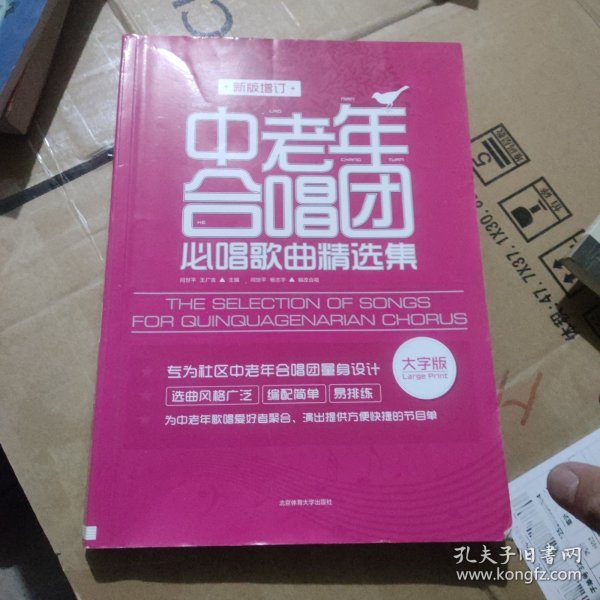 新版增订
LAO
NIAN
中老年
CHANG
TUAN
HE
合唱团
必唱歌曲精选集
THE SELECTION OF SONGS
FOR QUINQUAGENARIAN CHORUS
专为社区中老年合唱团量身设计
大字版
Large Print
选曲风格广泛 编配简单 易排练
为中老年歌唱爱好者聚会、演出提供方便快捷的节目单
北京体育大学出版社
孔夫子旧书网
www.kongfz.com